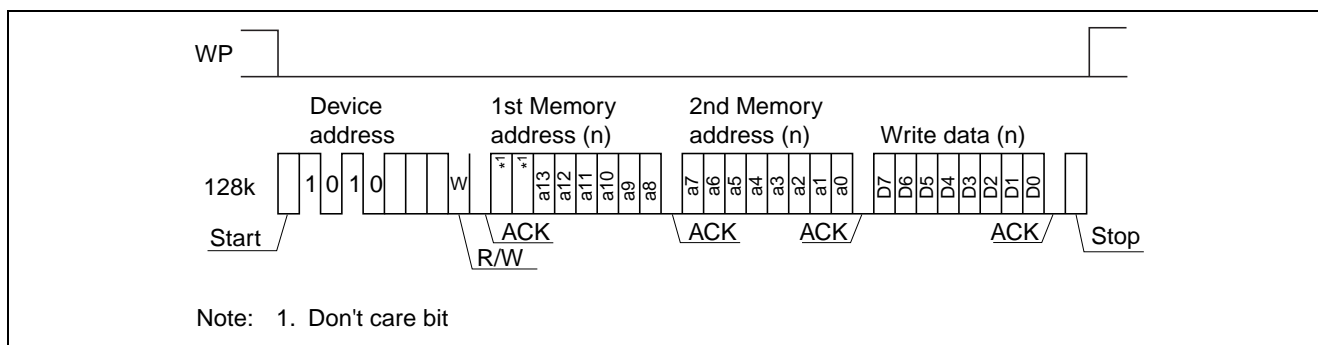 WP
Device address
1st Memory address (n)
2nd Memory address (n)
Write data (n)
128k
1 0 1 0 W *1 *1 a13 a12 a11 a10 a9 a8 a7 a6 a5 a4 a3 a2 a1 a0 D7 D6 D5 D4 D3 D2 D1 D0
Start
R/W
ACK
ACK
ACK
ACK
Stop
Note: 1. Don't care bit